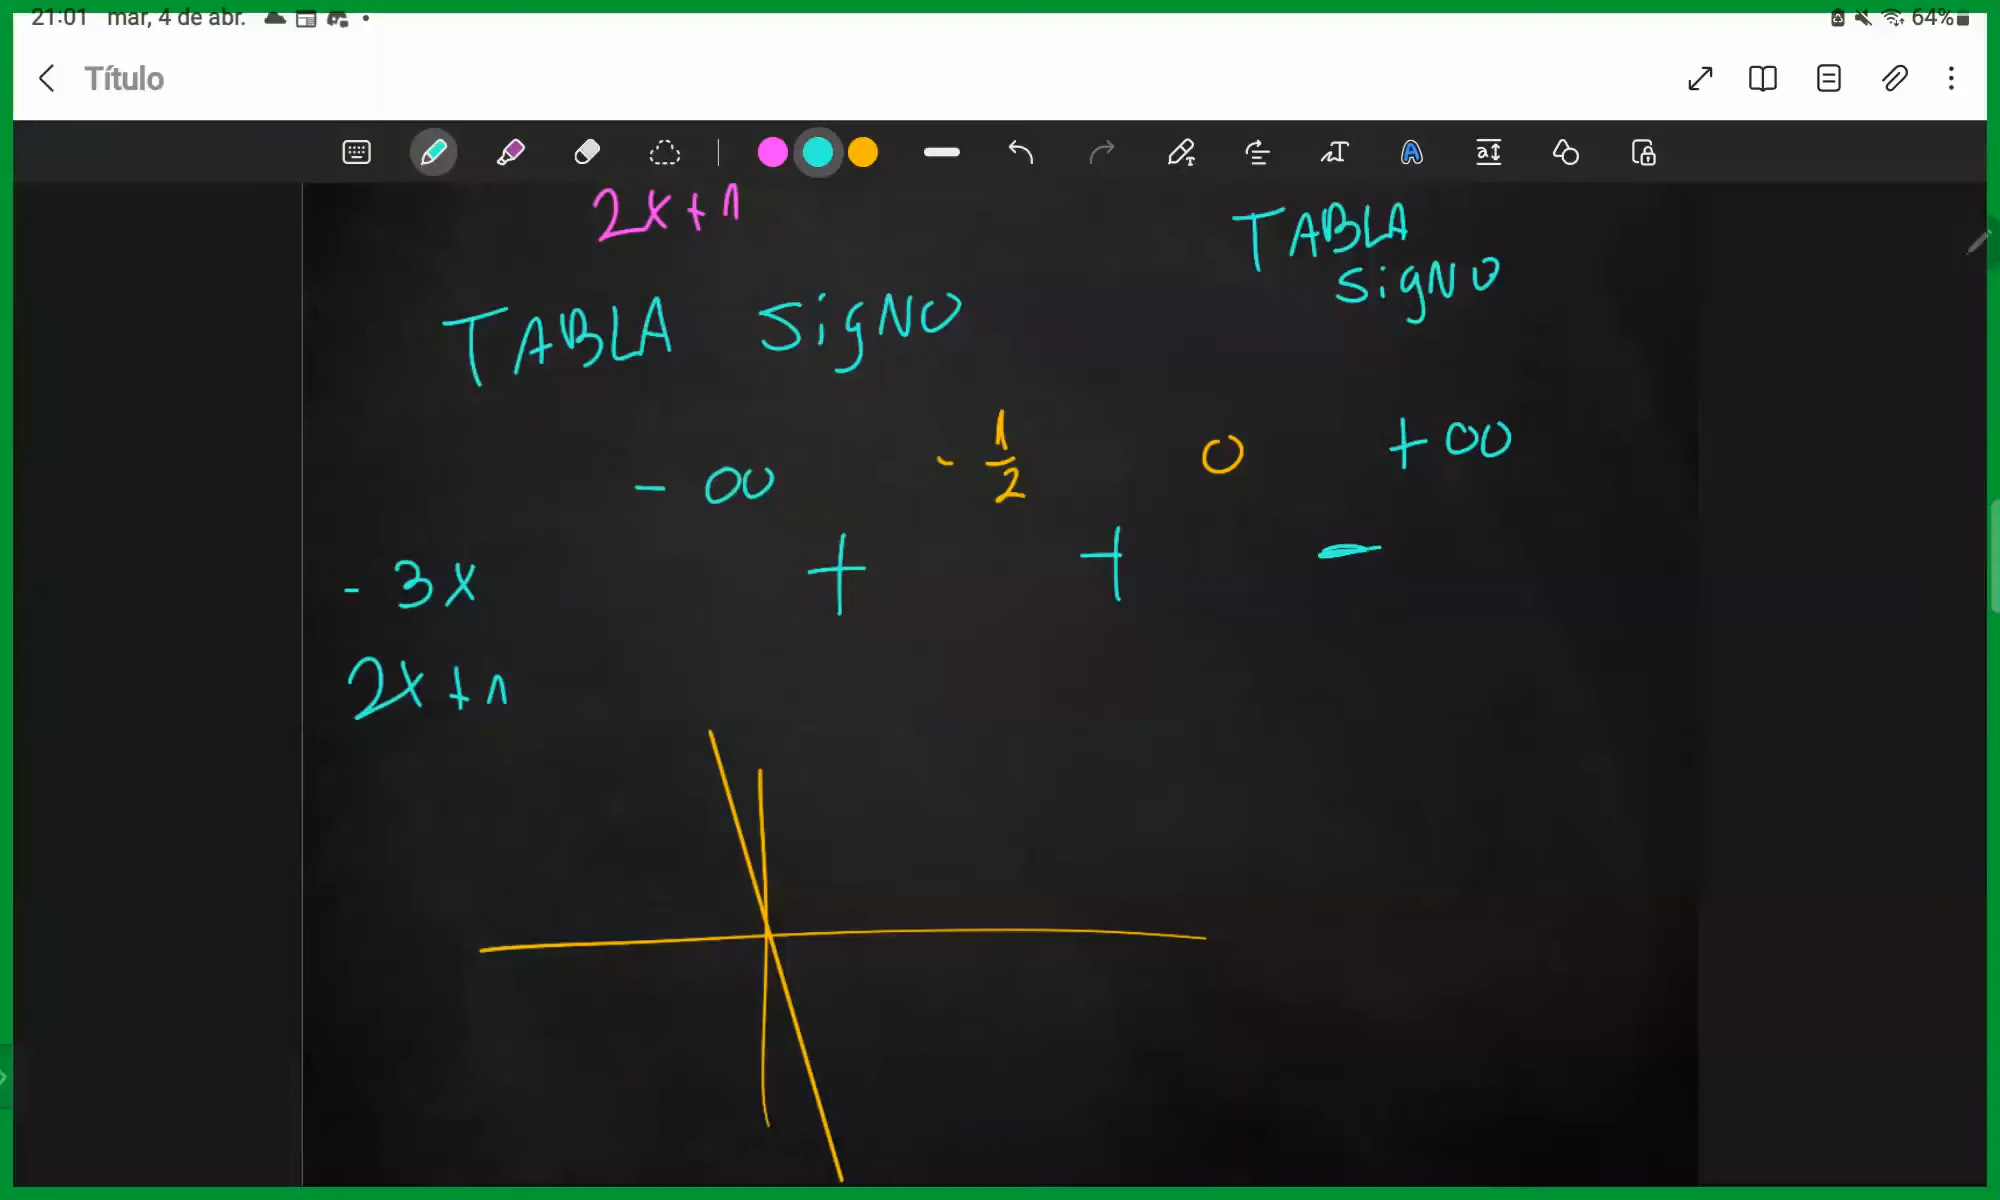 21:01 mar, 4 de abr. 64%
Título
2x+1
TABLA
SigNO
TABLA SigNO
- ∞ - 1/2 0 + ∞
- 3x + + -
2x+1